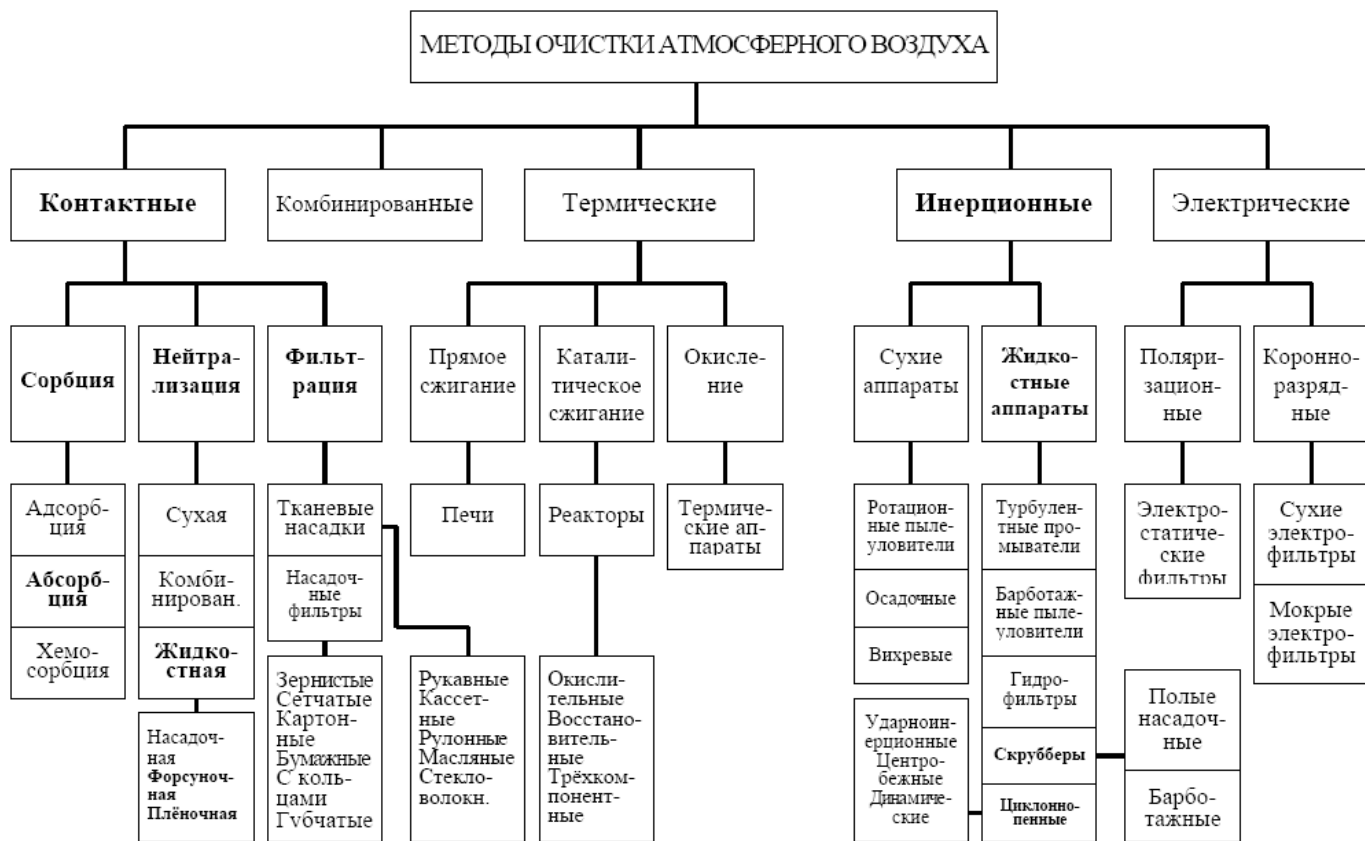 МЕТОДЫ ОЧИСТКИ АТМОСФЕРНОГО ВОЗДУХА
Контактные
Комбинированные
Термические
Инерционные
Электрические
Сорбция
Нейтра-
лизация
Фильт-
рация
Прямое
сжигание
Катали-
тическое
сжигание
Окисле-
ние
Сухие
аппараты
Жидко-
стные
аппараты
Поляри-
зацион-
ные
Коронно-
разряд-
ные
Адсорб-
ция
Абсорб-
ция
Хемо-
сорбция
Сухая
Комби-
нирован.
Жидко-
стная
Насадоч-
ная
Форсуноч-
ная
Плёночная
Тканевые
насадки
Насадоч-
ные
фильтры
Зернистые
Сетчатые
Картон-
ные
Бумажные
С коль-
цами
Губчатые
Печи
Рукавные
Кассет-
ные
Рулонные
Масляные
Стекло-
волокн.
Реакторы
Окисли-
тельные
Восстано-
витель-
ные
Трёхком-
понент-
ные
Термиче-
ские ап-
параты
Ротацион-
ные пыле-
уловители
Осадочные
Вихревые
Ударноин-
ерционные
Центро-
бежные
Динамиче-
ские
Турбулен-
тные про-
мыватели
Барботаж-
ные пыле-
уловители
Гидро-
фильтры
Скрубберы
Циклонно-
пенные
Электро-
статиче-
ские
фильтры
Полые
насадоч-
ные
Барбо-
тажные
Сухие
электро-
фильтры
Мокрые
электро-
фильтры